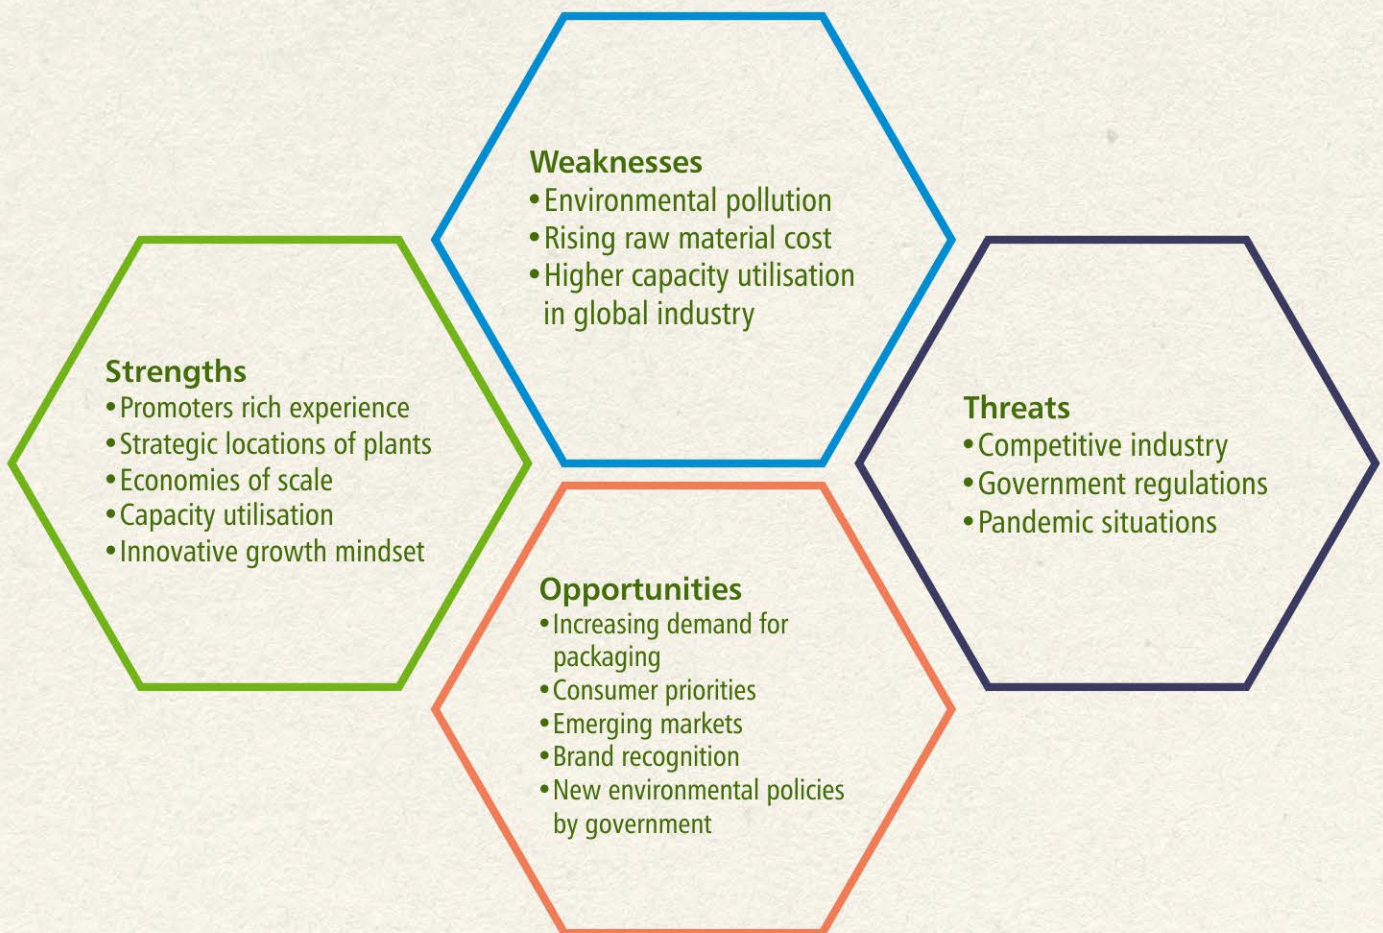 Weaknesses
•Environmental pollution
•Rising raw material cost
•Higher capacity utilisation
in global industry
Strengths
•Promoters rich experience
•Strategic locations of plants
•Economies of scale
•Capacity utilisation
•Innovative growth mindset
Threats
•Competitive industry
•Government regulations
•Pandemic situations
Opportunities
•Increasing demand for
packaging
•Consumer priorities
•Emerging markets
•Brand recognition
•New environmental policies
by government